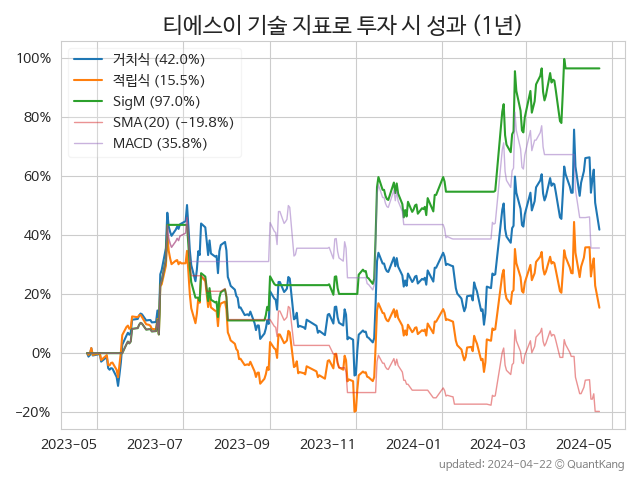 티에스이 기술 지표로 투자 시 성과 (1년)
100%
80%
60%
40%
20%
0%
−20%
거치식 (42.0%)
적립식 (15.5%)
SigM (97.0%)
SMA(20) (−19.8%)
MACD (35.8%)
2023-05
2023-07
2023-09
2023-11
2024-01
2024-03
2024-05
updated: 2024-04-22 © QuantKang